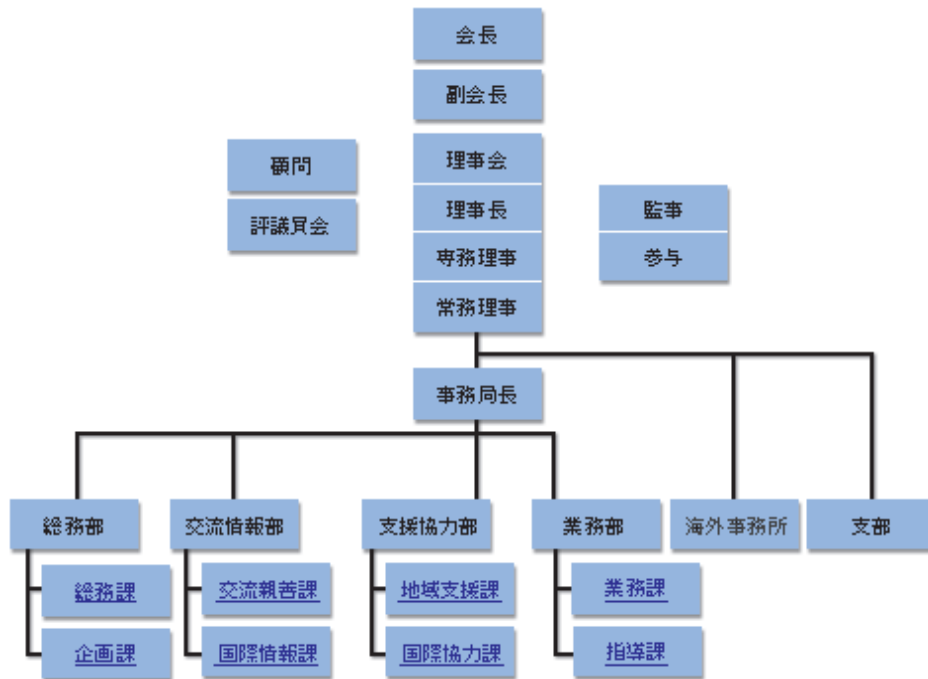 会長
副会長
理事会
顧問
理事長
監事
評議員会
専務理事
参与
常務理事
事務局長
総務部
交流情報部
支援協力部
業務部
海外事務所
支部
総務課
交流親善課
地域支援課
業務課
企画課
国際情報課
国際協力課
指導課